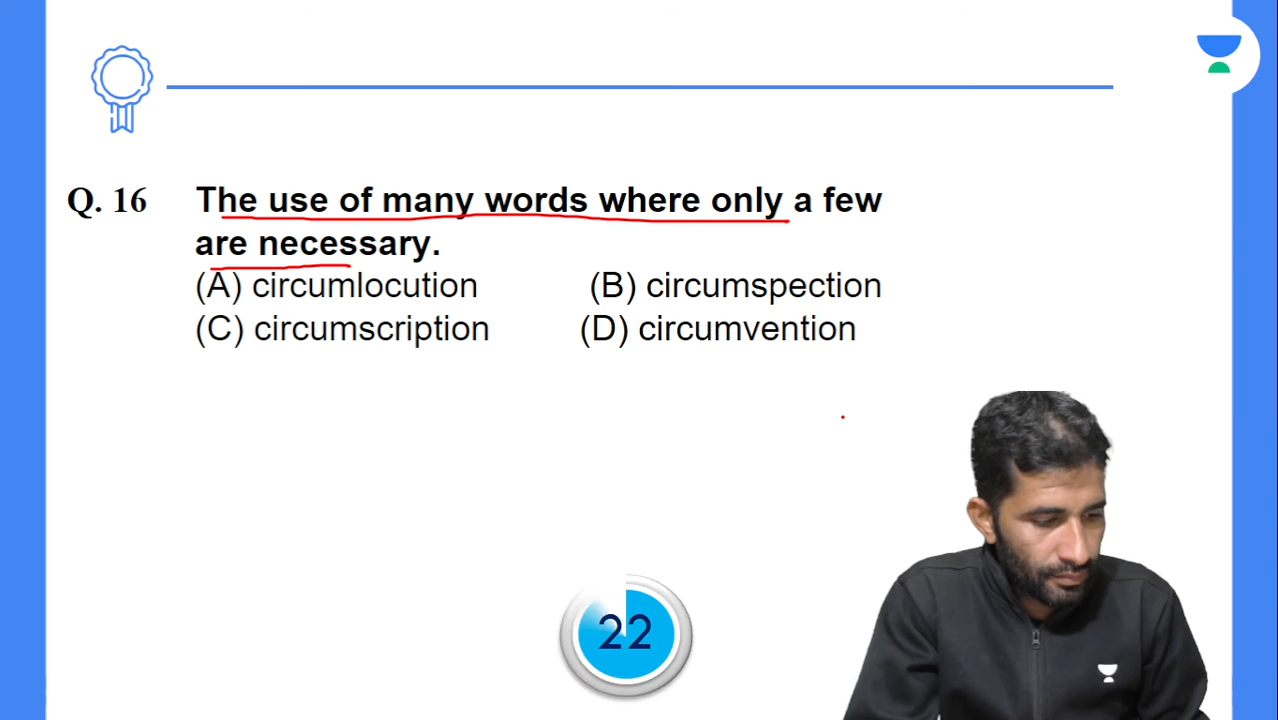 Q. 16 The use of many words where only a few
are necessary.
(A) circumlocution (B) circumspection
(C) circumscription (D) circumvention
22